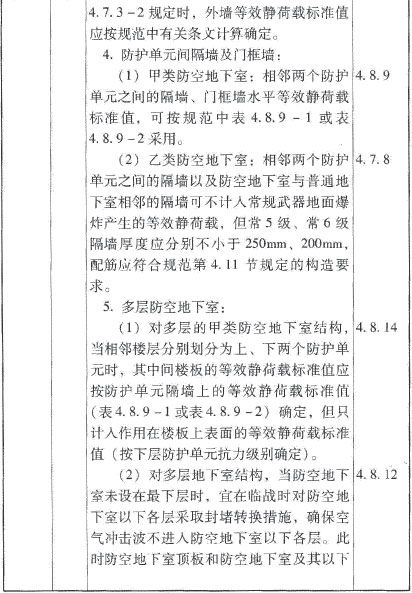 4.7.3-2规定时，外墙等效静荷载标准值
应按规范中有关条文计算确定。
4. 防护单元间隔墙及门框墙：
（1）甲类防空地下室：相邻两个防护 4.8.9
单元之间的隔墙、门框墙水平等效静荷载
标准值，可按规范中表4.8.9-1或表
4.8.9-2采用。
（2）乙类防空地下室：相邻两个防护 4.7.8
单元之间的隔墙以及防空地下室与普通地
下室相邻的隔墙可不计入常规武器地面爆
炸产生的等效静荷载，但常5级、常6级
隔墙厚度应分别不小于250mm、200mm，
配筋应符合规范第4.11节规定的构造要
求。
5. 多层防空地下室：
（1）对多层的甲类防空地下室结构， 4.8.14
当相邻楼层分别划分为上、下两个防护单
元时，其中间楼板的等效静荷载标准值应
按防护单元隔墙上的等效静荷载标准值
（表4.8.9-1或表4.8.9-2）确定，但只
计入作用在楼板上表面的等效静荷载标准
值（按下层防护单元抗力级别确定）。
（2）对多层地下室结构，当防空地下 4.8.12
室未设在最下层时，宜在临战时对防空地
下室以下各层采取封堵转换措施，确保空
气冲击波不进入防空地下室以下各层。此
时防空地下室顶板和防空地下室及其以下